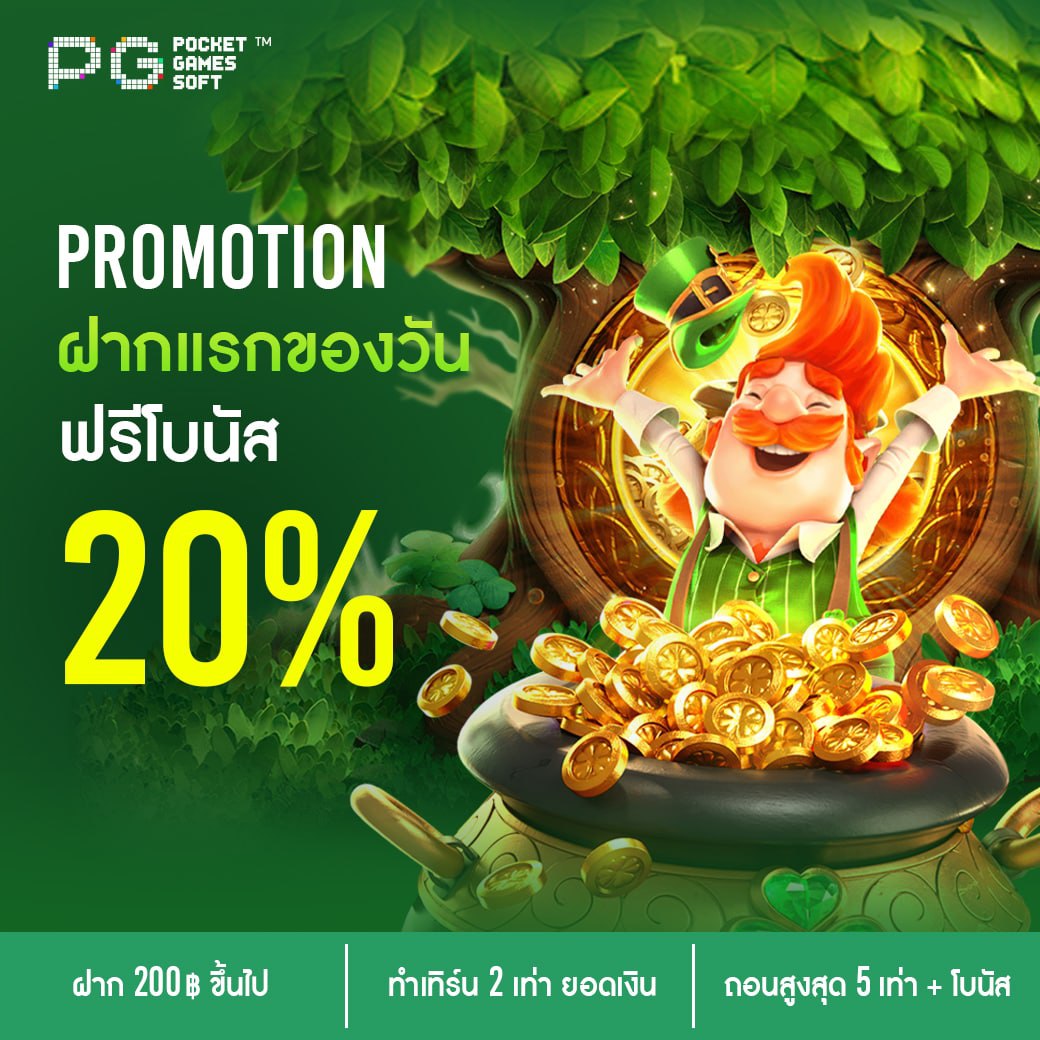 PG POCKET GAMES SOFT ™
PROMOTION
ฝากแรกของวัน
ฟรีโบนัส
20%
ฝาก 200฿ ขึ้นไป
ทำเทิร์น 2 เท่า ยอดเงิน
ถอนสูงสุด 5 เท่า + โบนัส